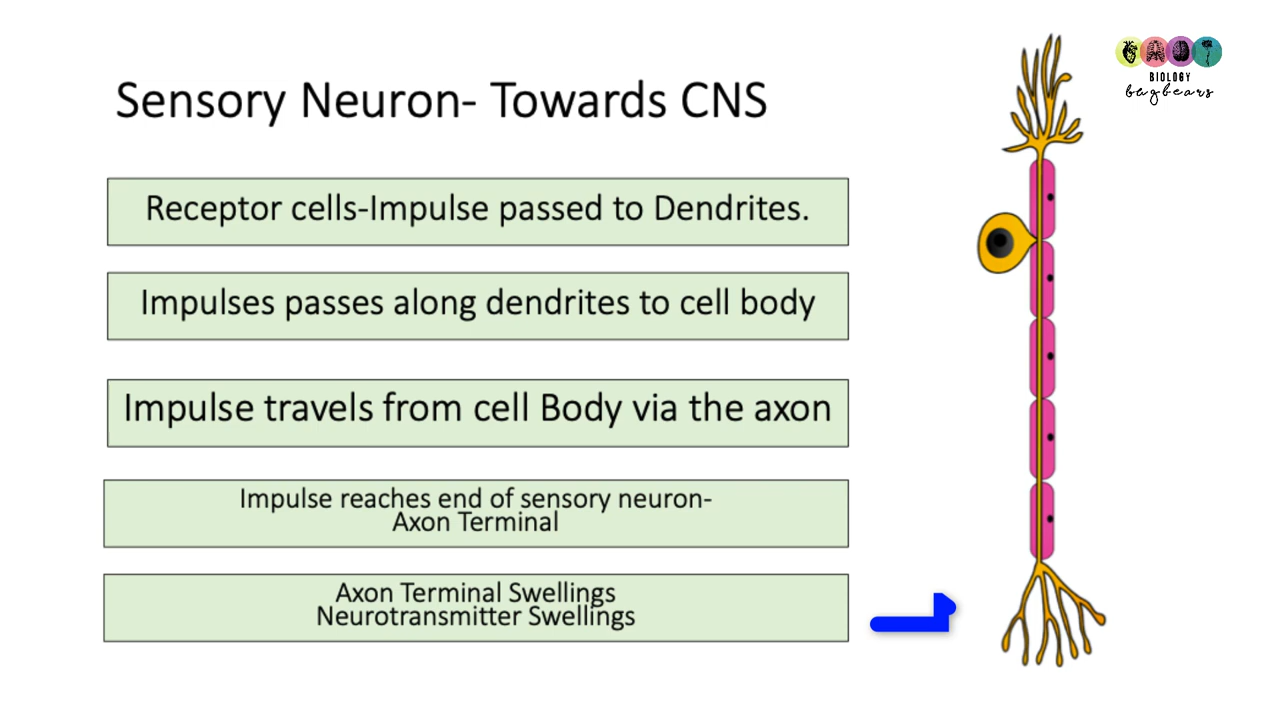 BIOLOGY
bagbears
Sensory Neuron- Towards CNS
Receptor cells-Impulse passed to Dendrites.
Impulses passes along dendrites to cell body
Impulse travels from cell Body via the axon
Impulse reaches end of sensory neuron-
Axon Terminal
Axon Terminal Swellings
Neurotransmitter Swellings